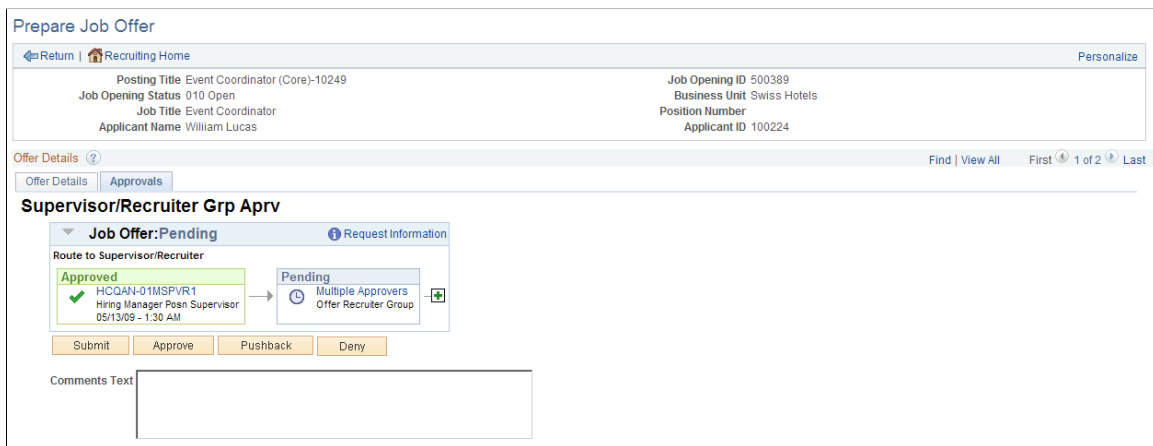 Prepare Job Offer
Return | Recruiting Home Personalize
Posting Title Event Coordinator (Core)-10249 Job Opening ID 500389
Job Opening Status 010 Open Business Unit Swiss Hotels
Job Title Event Coordinator Position Number
Applicant Name William Lucas Applicant ID 100224
Offer Details ? Find | View All First 1 of 2 Last
Offer Details Approvals
Supervisor/Recruiter Grp Aprv
Job Offer:Pending i Request Information
Route to Supervisor/Recruiter
Approved Pending
HCQAN-01MSPVR1 Multiple Approvers
Hiring Manager Posn Supervisor Offer Recruiter Group
05/13/09 - 1:30 AM
Submit Approve Pushback Deny
Comments Text